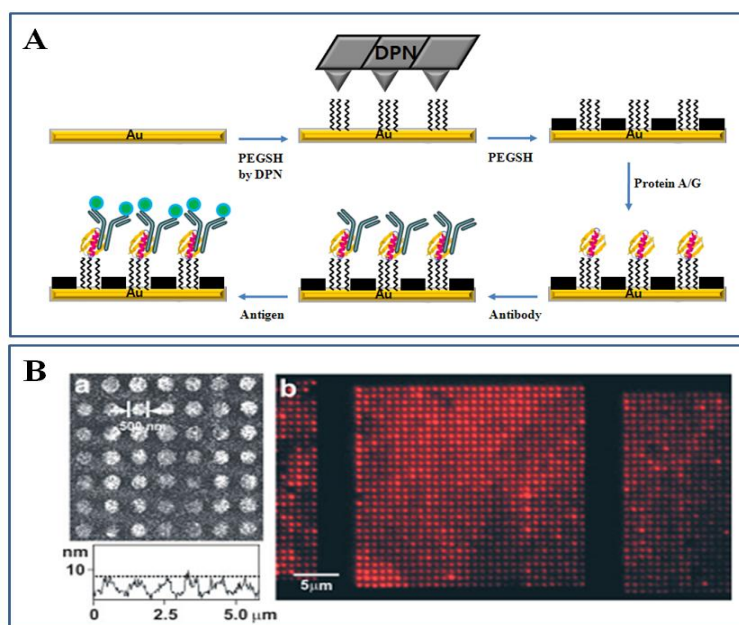 A
DPN
Au
PEGSH
by DPN
Au
PEGSH
Au
Protein A/G
Au
Antigen
Au
Antibody
Au
B
a
500 nm
b
nm
10
0 2.5 5.0 μm
5μm